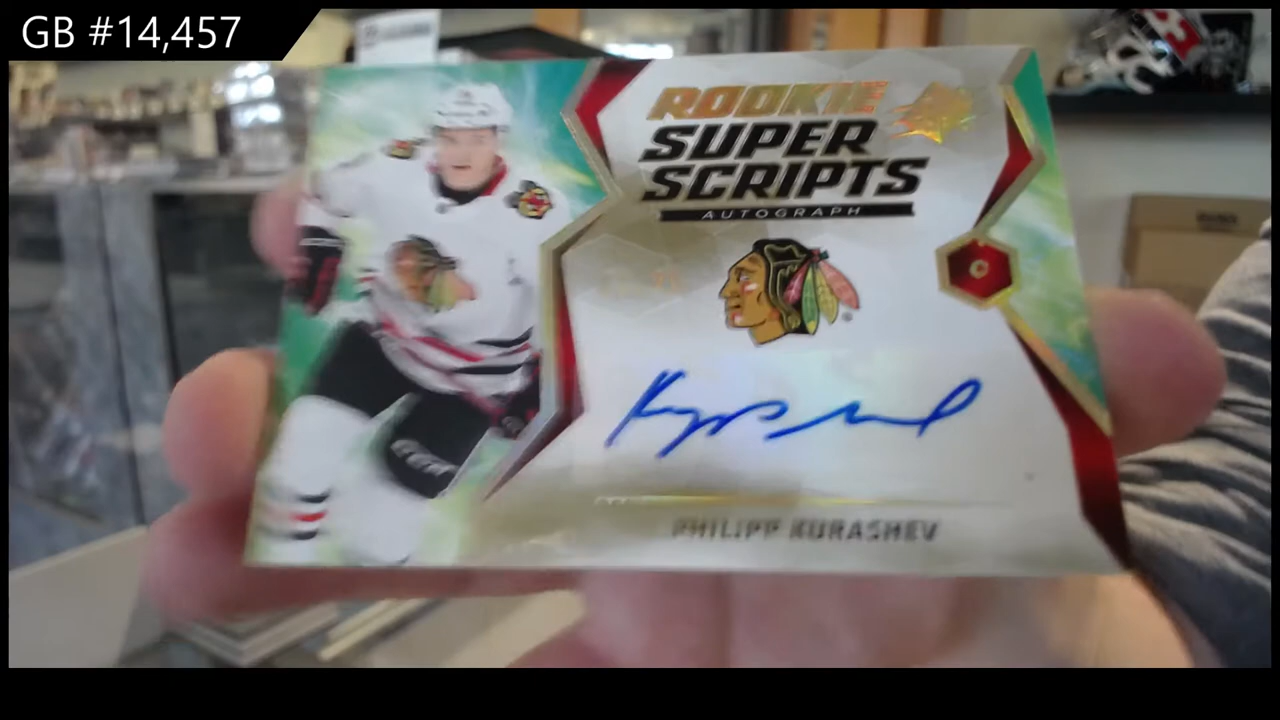 GB #14,457
ROOKIE
SUPER
SCRIPTS
AUTOGRAPH
C
PHILIPP KURASHEV